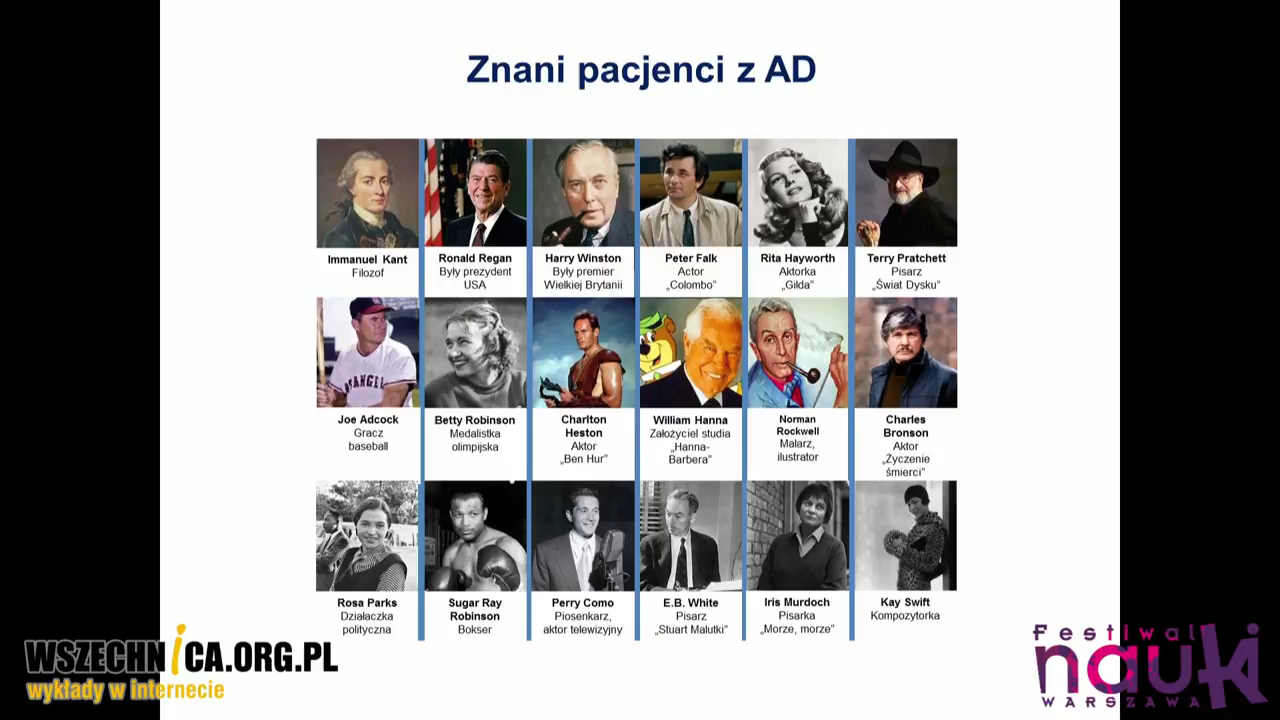 Znani pacjenci z AD
Immanuel Kant
Filozof
Ronald Regan
Były prezydent
USA
Harry Winston
Były premier
Wielkiej Brytanii
Peter Falk
Actor
„Colombo”
Rita Hayworth
Aktorka
„Gilda”
Terry Pratchett
Pisarz
„Świat Dysku”
Joe Adcock
Gracz
baseball
Betty Robinson
Medalistka
olimpijska
Charlton
Heston
Aktor
„Ben Hur”
William Hanna
Założyciel studia
„Hanna-
Barbera”
Norman
Rockwell
Malarz,
ilustrator
Charles
Bronson
Aktor
„Życzenie
śmierci”
Rosa Parks
Działaczka
polityczna
Sugar Ray
Robinson
Bokser
Perry Como
Piosenkarz,
aktor telewizyjny
E.B. White
Pisarz
„Stuart Malutki”
Iris Murdoch
Pisarka
„Morze, morze”
Kay Swift
Kompozytorka
WSZECHNiCA.ORG.PL
wykłady w internecie
Festiwal
nauki
WARSZAWA